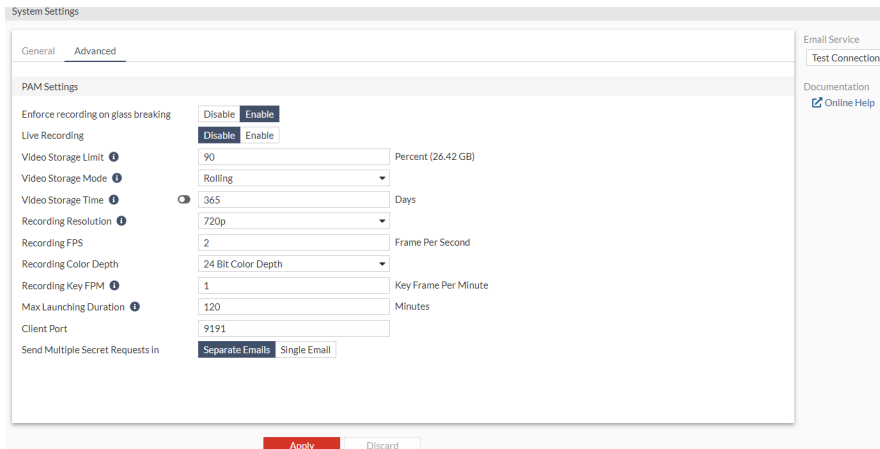 System Settings
General Advanced
Email Service
Test Connection
Documentation
Online Help
PAM Settings
Enforce recording on glass breaking Disable Enable
Live Recording Disable Enable
Video Storage Limit 90 Percent (26.42 GB)
Video Storage Mode Rolling
Video Storage Time 365 Days
Recording Resolution 720p
Recording FPS 2 Frame Per Second
Recording Color Depth 24 Bit Color Depth
Recording Key FPM 1 Key Frame Per Minute
Max Launching Duration 120 Minutes
Client Port 9191
Send Multiple Secret Requests in Separate Emails Single Email
Apply Discard